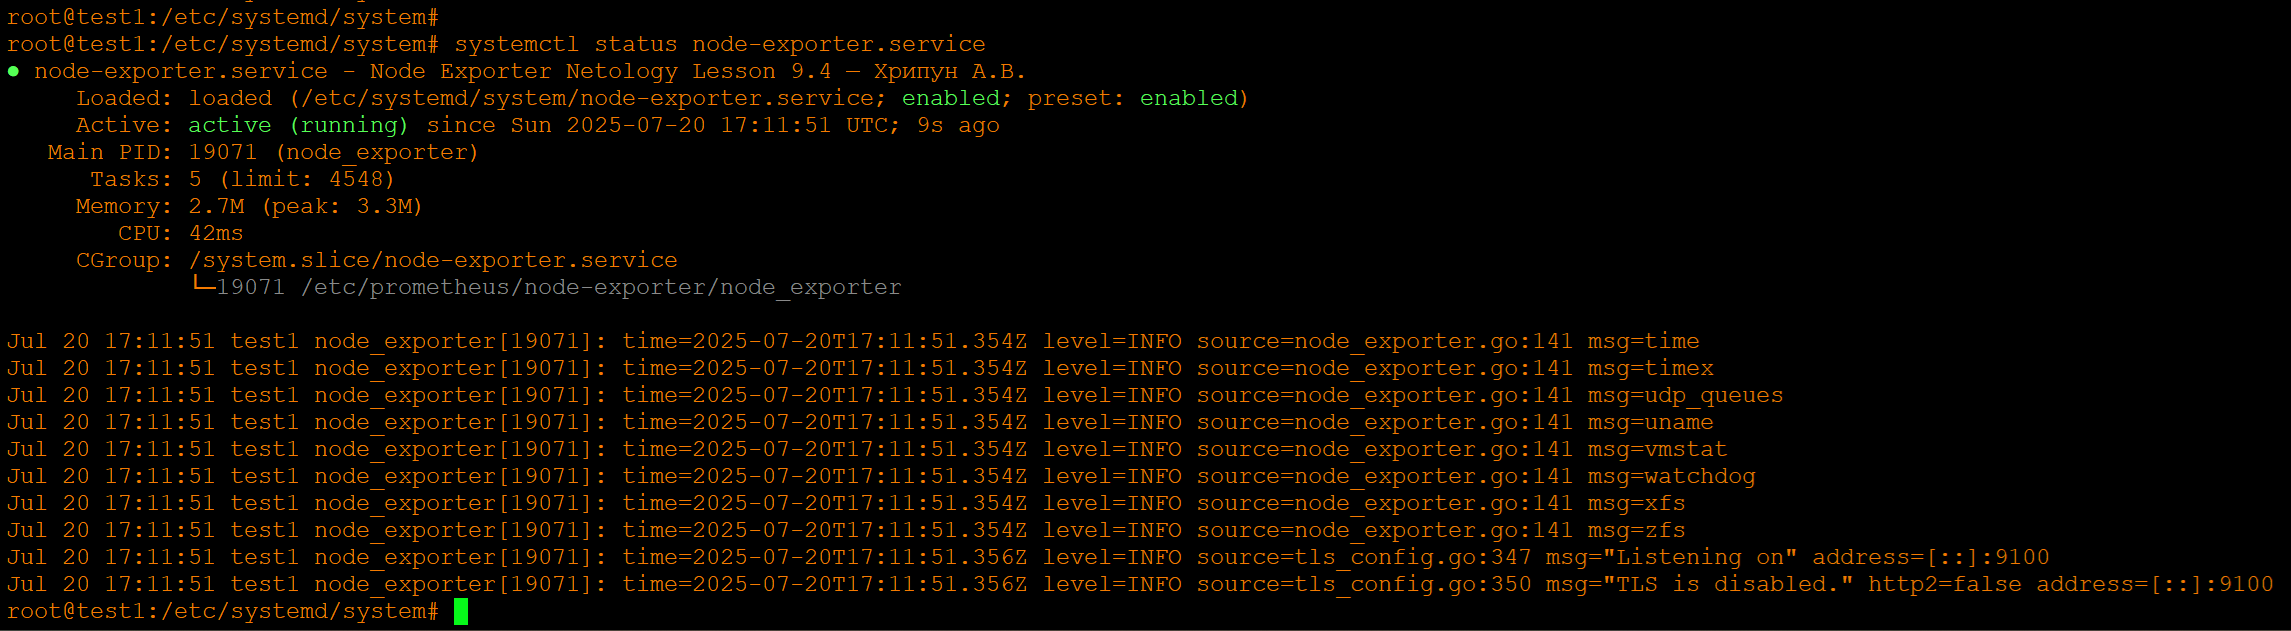 root@test1:/etc/systemd/system#
root@test1:/etc/systemd/system# systemctl status node-exporter.service
● node-exporter.service - Node Exporter Netology Lesson 9.4 — Хрипун А.В.
Loaded: loaded (/etc/systemd/system/node-exporter.service; enabled; preset: enabled)
Active: active (running) since Sun 2025-07-20 17:11:51 UTC; 9s ago
Main PID: 19071 (node_exporter)
Tasks: 5 (limit: 4548)
Memory: 2.7M (peak: 3.3M)
CPU: 42ms
CGroup: /system.slice/node-exporter.service
└─19071 /etc/prometheus/node-exporter/node_exporter
Jul 20 17:11:51 test1 node_exporter[19071]: time=2025-07-20T17:11:51.354Z level=INFO source=node_exporter.go:141 msg=time
Jul 20 17:11:51 test1 node_exporter[19071]: time=2025-07-20T17:11:51.354Z level=INFO source=node_exporter.go:141 msg=timex
Jul 20 17:11:51 test1 node_exporter[19071]: time=2025-07-20T17:11:51.354Z level=INFO source=node_exporter.go:141 msg=udp_queues
Jul 20 17:11:51 test1 node_exporter[19071]: time=2025-07-20T17:11:51.354Z level=INFO source=node_exporter.go:141 msg=uname
Jul 20 17:11:51 test1 node_exporter[19071]: time=2025-07-20T17:11:51.354Z level=INFO source=node_exporter.go:141 msg=vmstat
Jul 20 17:11:51 test1 node_exporter[19071]: time=2025-07-20T17:11:51.354Z level=INFO source=node_exporter.go:141 msg=watchdog
Jul 20 17:11:51 test1 node_exporter[19071]: time=2025-07-20T17:11:51.354Z level=INFO source=node_exporter.go:141 msg=xfs
Jul 20 17:11:51 test1 node_exporter[19071]: time=2025-07-20T17:11:51.354Z level=INFO source=node_exporter.go:141 msg=zfs
Jul 20 17:11:51 test1 node_exporter[19071]: time=2025-07-20T17:11:51.356Z level=INFO source=tls_config.go:347 msg="Listening on" address=[::]:9100
Jul 20 17:11:51 test1 node_exporter[19071]: time=2025-07-20T17:11:51.356Z level=INFO source=tls_config.go:350 msg="TLS is disabled." http2=false address=[::]:9100
root@test1:/etc/systemd/system#